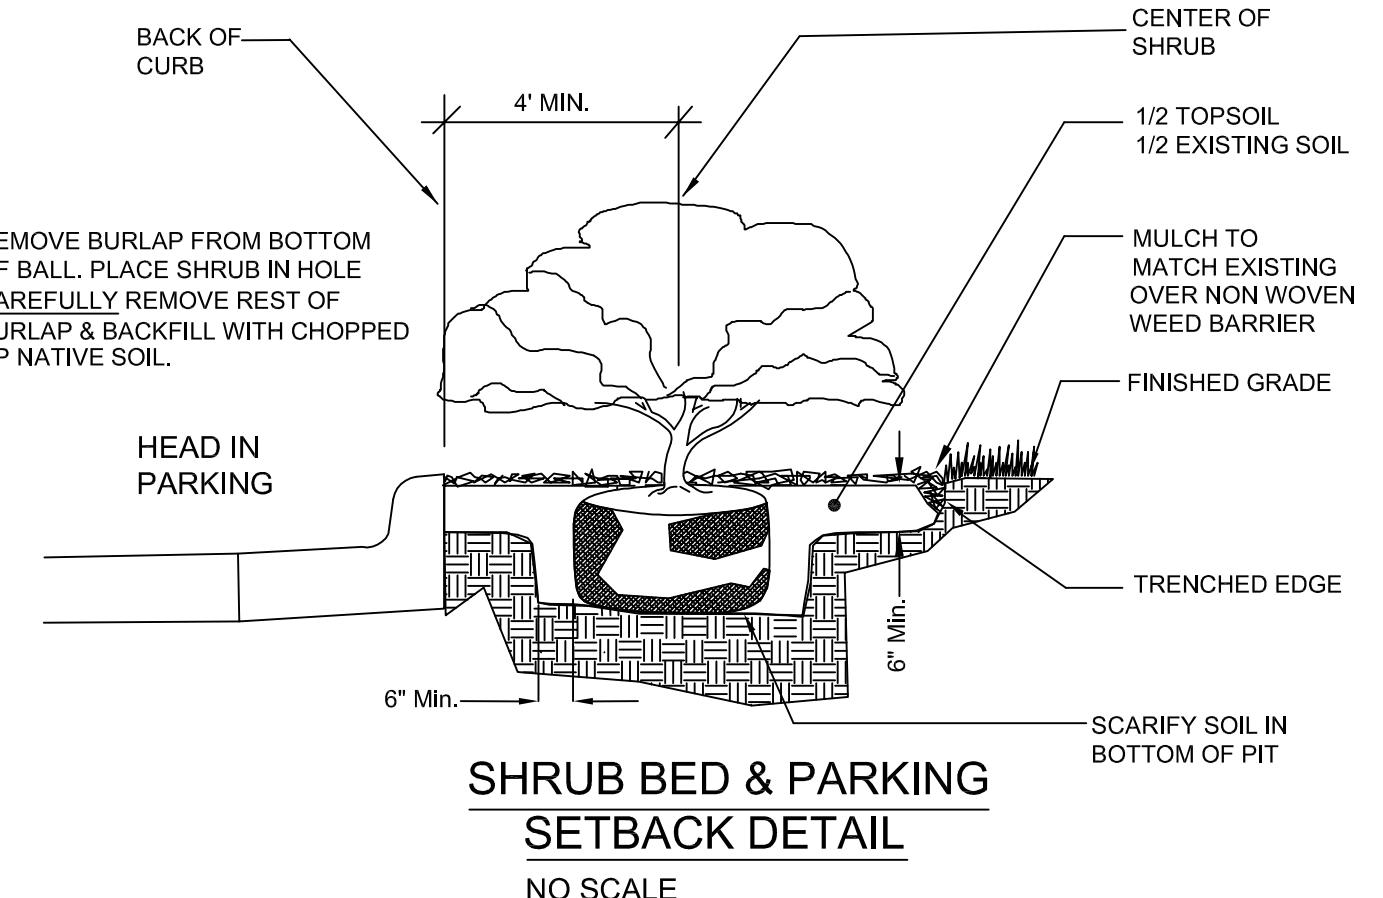 BACK OF
CURB
4' MIN.
CENTER OF
SHRUB
1/2 TOPSOIL
1/2 EXISTING SOIL
EMOVE BURLAP FROM BOTTOM
F BALL. PLACE SHRUB IN HOLE
AREFULLY REMOVE REST OF
URLAP & BACKFILL WITH CHOPPED
P NATIVE SOIL.
MULCH TO
MATCH EXISTING
OVER NON WOVEN
WEED BARRIER
FINISHED GRADE
HEAD IN
PARKING
TRENCHED EDGE
6" Min.
6" Min.
SCARIFY SOIL IN
BOTTOM OF PIT
SHRUB BED & PARKING
SETBACK DETAIL
NO SCALE